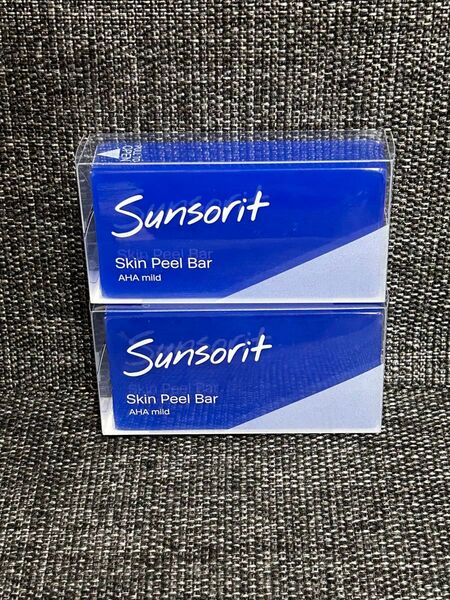 Sunsorit
Skin Peel Bar
AHA mild
Sunsorit
Skin Peel Bar
AHA mild